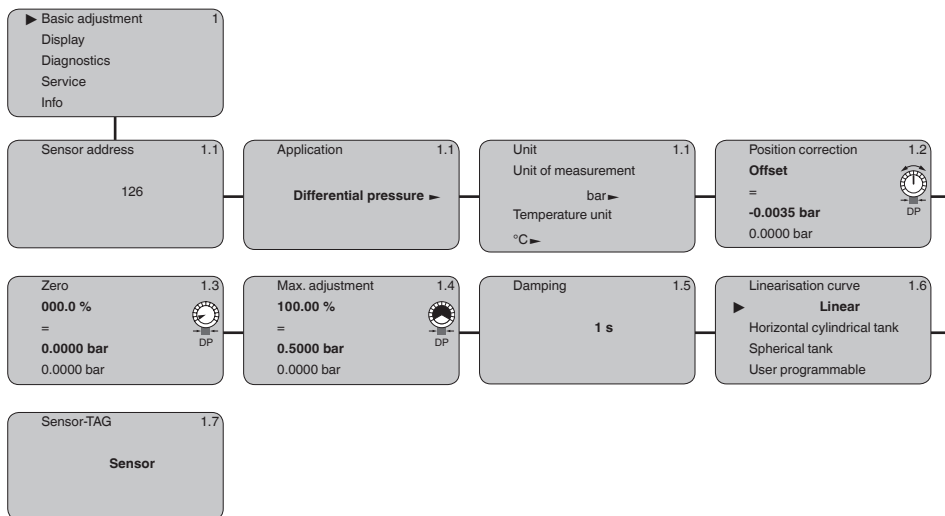 ► Basic adjustment 1
Display
Diagnostics
Service
Info
Sensor address 1.1
126
Application 1.1
Differential pressure ►
Unit 1.1
Unit of measurement
bar ►
Temperature unit
°C ►
Position correction 1.2
Offset
=
-0.0035 bar
0.0000 bar
DP
Zero 1.3
000.0 %
=
0.0000 bar
0.0000 bar
DP
Max. adjustment 1.4
100.00 %
=
0.5000 bar
0.0000 bar
DP
Damping 1.5
1 s
Linearisation curve 1.6
► Linear
Horizontal cylindrical tank
Spherical tank
User programmable
Sensor-TAG 1.7
Sensor